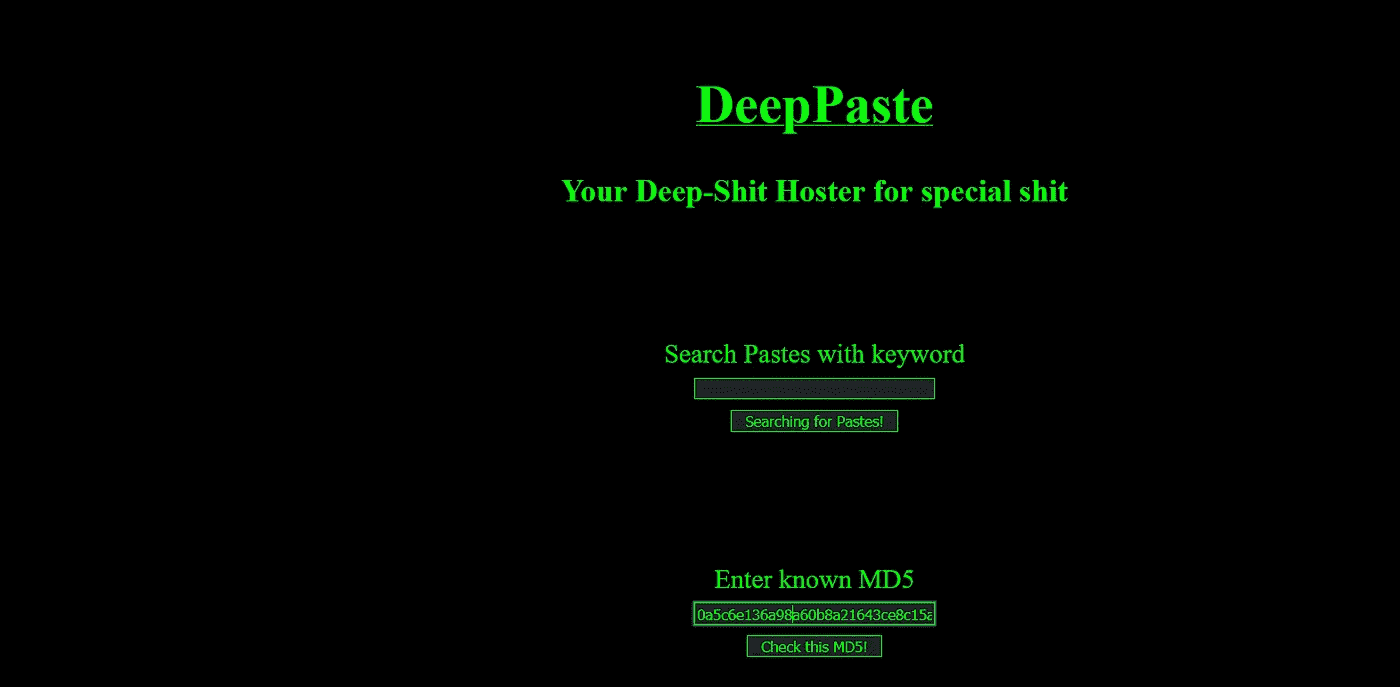 DeepPaste
Your Deep-Shit Hoster for special shit
Search Pastes with keyword
Searching for Pastes!
Enter known MD5
0a5c6e136a98a60b8a21643ce8c15a
Check this MD5!